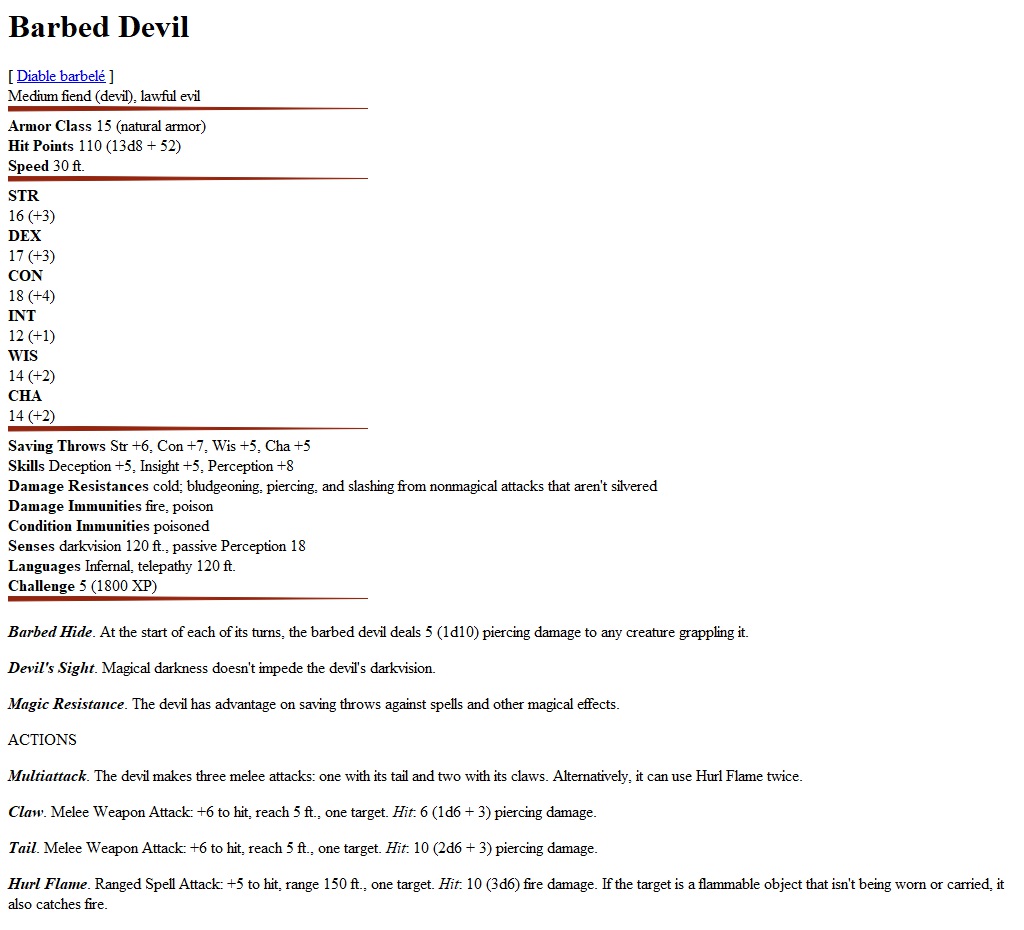 Barbed Devil
[ Diable barbelé ]
Medium fiend (devil), lawful evil
Armor Class 15 (natural armor)
Hit Points 110 (13d8 + 52)
Speed 30 ft.
STR
16 (+3)
DEX
17 (+3)
CON
18 (+4)
INT
12 (+1)
WIS
14 (+2)
CHA
14 (+2)
Saving Throws Str +6, Con +7, Wis +5, Cha +5
Skills Deception +5, Insight +5, Perception +8
Damage Resistances cold; bludgeoning, piercing, and slashing from nonmagical attacks that aren't silvered
Damage Immunities fire, poison
Condition Immunities poisoned
Senses darkvision 120 ft., passive Perception 18
Languages Infernal, telepathy 120 ft.
Challenge 5 (1800 XP)
Barbed Hide. At the start of each of its turns, the barbed devil deals 5 (1d10) piercing damage to any creature grappling it.
Devil's Sight. Magical darkness doesn't impede the devil's darkvision.
Magic Resistance. The devil has advantage on saving throws against spells and other magical effects.
ACTIONS
Multiattack. The devil makes three melee attacks: one with its tail and two with its claws. Alternatively, it can use Hurl Flame twice.
Claw. Melee Weapon Attack: +6 to hit, reach 5 ft., one target. Hit: 6 (1d6 + 3) piercing damage.
Tail. Melee Weapon Attack: +6 to hit, reach 5 ft., one target. Hit: 10 (2d6 + 3) piercing damage.
Hurl Flame. Ranged Spell Attack: +5 to hit, range 150 ft., one target. Hit: 10 (3d6) fire damage. If the target is a flammable object that isn't being worn or carried, it
also catches fire.